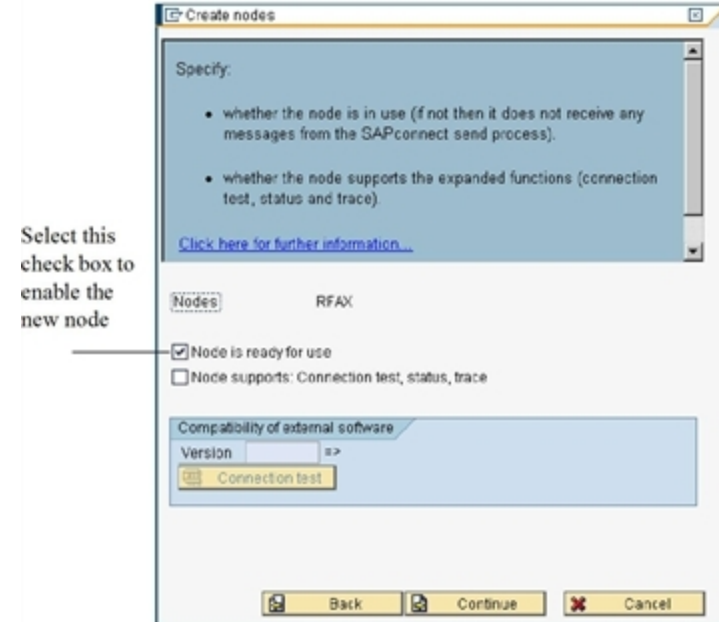 Create nodes
Specify:
• whether the node is in use (if not then it does not receive any
messages from the SAPconnect send process).
• whether the node supports the expanded functions (connection
test, status and trace).
Click here for further information...
Select this
check box to
enable the
new node
Nodes RFAX
Node is ready for use
Node supports: Connection test, status, trace
Compatibility of external software
Version =>
Connection test
Back Continue Cancel